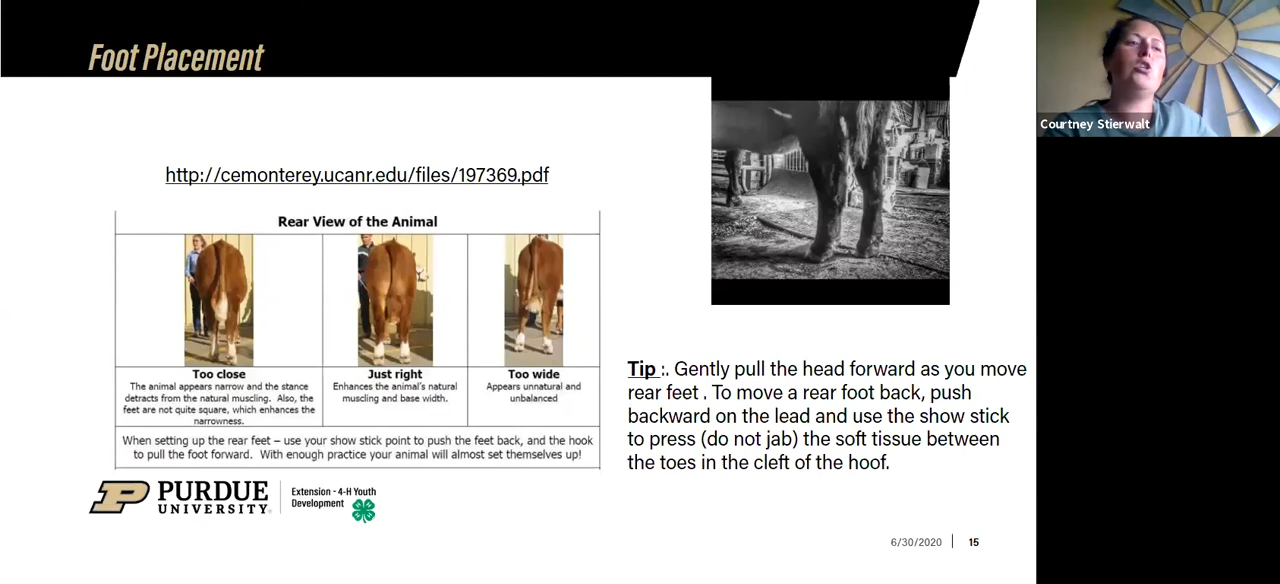 Foot Placement
Courtney Stierwalt
http://cemonterey.ucanr.edu/files/197369.pdf
Rear View of the Animal
Too close
The animal appears narrow and the stance
detracts from the natural muscling. Also, the
feet are not quite square, which enhances the
narrowness.
Just right
Enhances the animal's natural
muscling and base width.
Too wide
Appears unnatural and
unbalanced
When setting up the rear feet – use your show stick point to push the feet back, and the hook
to pull the foot forward. With enough practice your animal will almost set themselves up!
Tip :. Gently pull the head forward as you move
rear feet . To move a rear foot back, push
backward on the lead and use the show stick
to press (do not jab) the soft tissue between
the toes in the cleft of the hoof.
PURDUE
UNIVERSITY®
Extension - 4-H Youth
Development
6/30/2020
15